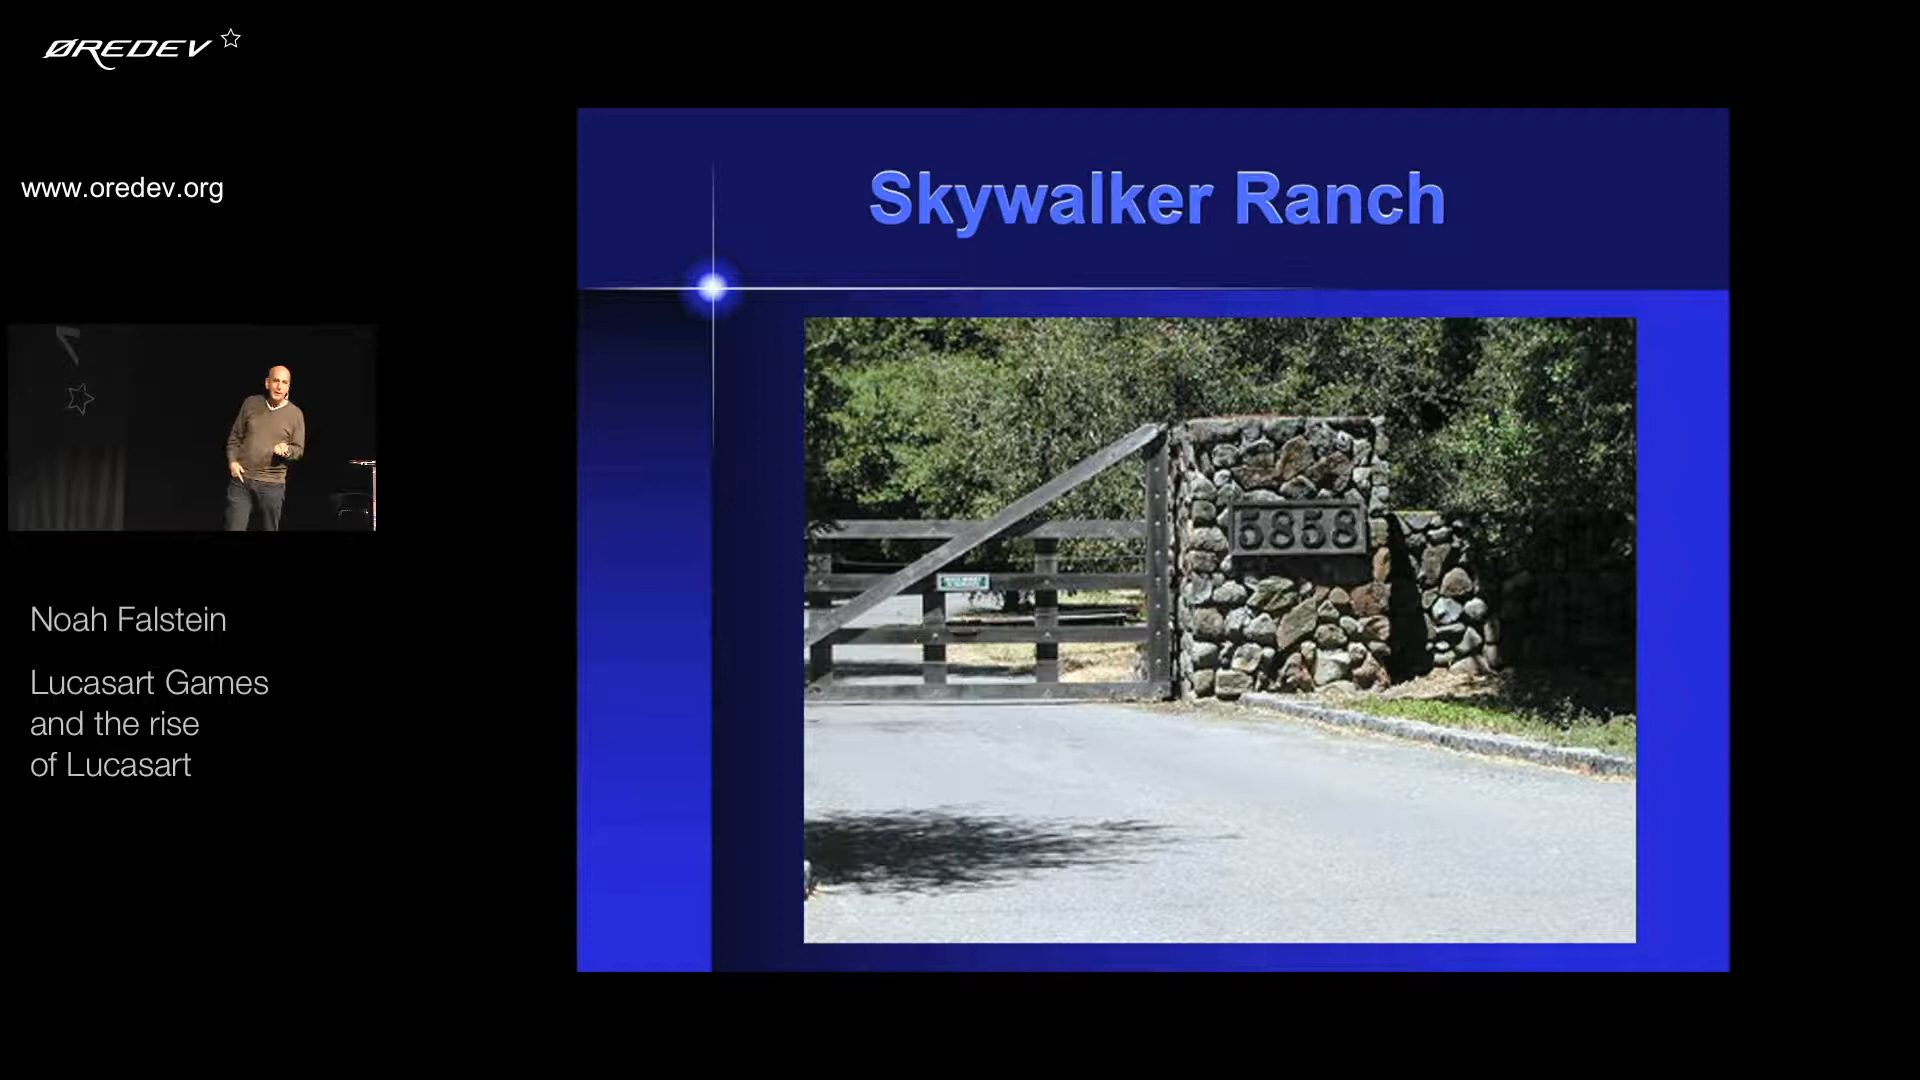 ØREDEV
www.oredev.org
Skywalker Ranch
5858
Noah Falstein
Lucasart Games
and the rise
of Lucasart